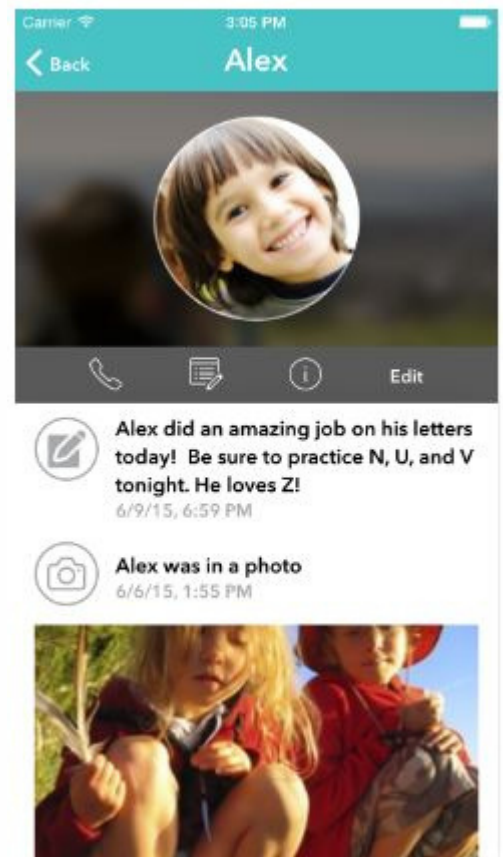 Carrier 3:05 PM
Back Alex
Edit
Alex did an amazing job on his letters
today! Be sure to practice N, U, and V
tonight. He loves Z!
6/9/15, 6:59 PM
Alex was in a photo
6/6/15, 1:55 PM